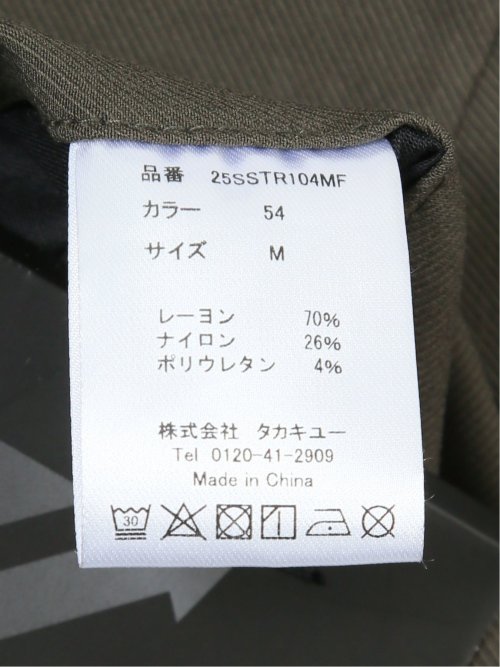 品番 25SSTR104MF
カラー 54
サイズ M
レーヨン 70%
ナイロン 26%
ポリウレタン 4%
株式会社 タカキュー
Tel 0120-41-2909
Made in China
30